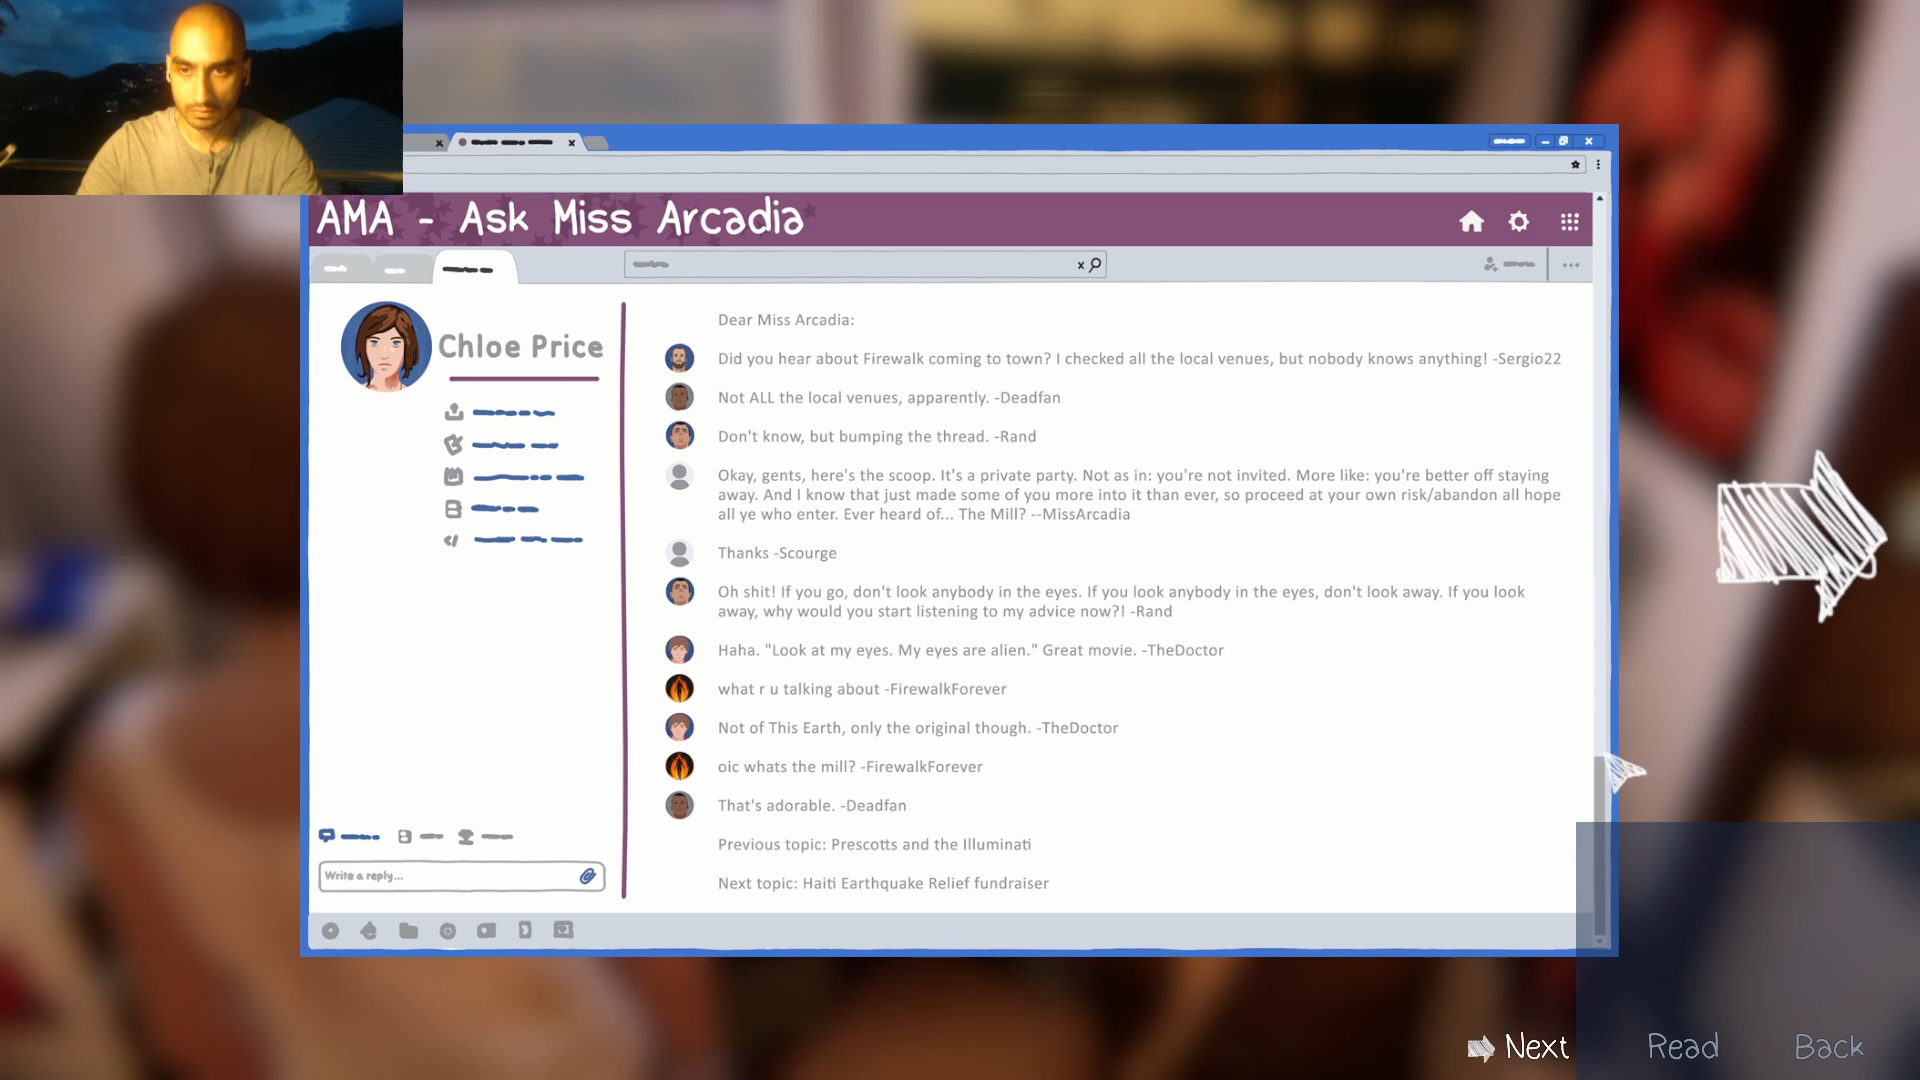 AMA - Ask Miss Arcadia
Chloe Price
Dear Miss Arcadia:
Did you hear about Firewalk coming to town? I checked all the local venues, but nobody knows anything! -Sergio22
Not ALL the local venues, apparently. -Deadfan
Don't know, but bumping the thread. -Rand
Okay, gents, here's the scoop. It's a private party. Not as in: you're not invited. More like: you're better off staying
away. And I know that just made some of you more into it than ever, so proceed at your own risk/abandon all hope
all ye who enter. Ever heard of... The Mill? --MissArcadia
Thanks -Scourge
Oh shit! If you go, don't look anybody in the eyes. If you look anybody in the eyes, don't look away. If you look
away, why would you start listening to my advice now?! -Rand
Haha. "Look at my eyes. My eyes are alien." Great movie. -TheDoctor
what r u talking about -FirewalkForever
Not of This Earth, only the original though. -TheDoctor
oic whats the mill? -FirewalkForever
That's adorable. -Deadfan
Previous topic: Prescotts and the Illuminati
Next topic: Haiti Earthquake Relief fundraiser
Write a reply...
Next
Read
Back